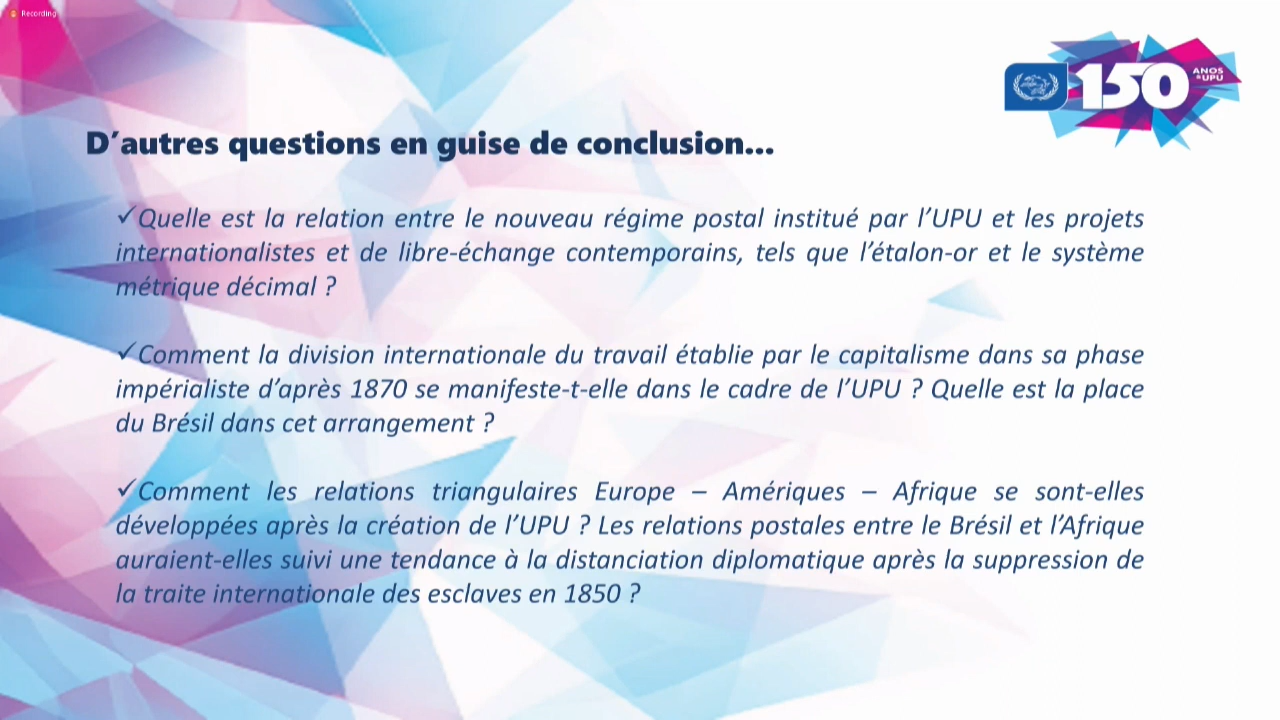 Recording
150 ANOS
UPU
D’autres questions en guise de conclusion...
✓Quelle est la relation entre le nouveau régime postal institué par l’UPU et les projets
internationalistes et de libre-échange contemporains, tels que l’étalon-or et le système
métrique décimal ?
✓Comment la division internationale du travail établie par le capitalisme dans sa phase
impérialiste d’après 1870 se manifeste-t-elle dans le cadre de l’UPU ? Quelle est la place
du Brésil dans cet arrangement ?
✓Comment les relations triangulaires Europe – Amériques – Afrique se sont-elles
développées après la création de l’UPU ? Les relations postales entre le Brésil et l’Afrique
auraient-elles suivi une tendance à la distanciation diplomatique après la suppression de
la traite internationale des esclaves en 1850 ?